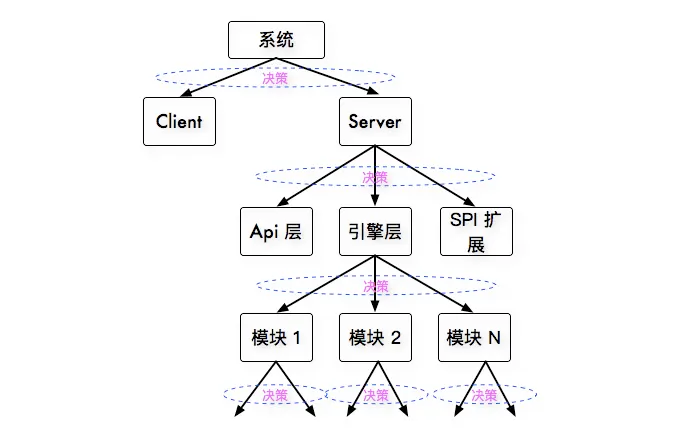 系统
决策
Client
Server
决策
Api 层
引擎层
SPI 扩
展
决策
模块 1
模块 2
模块 N
决策
决策
决策